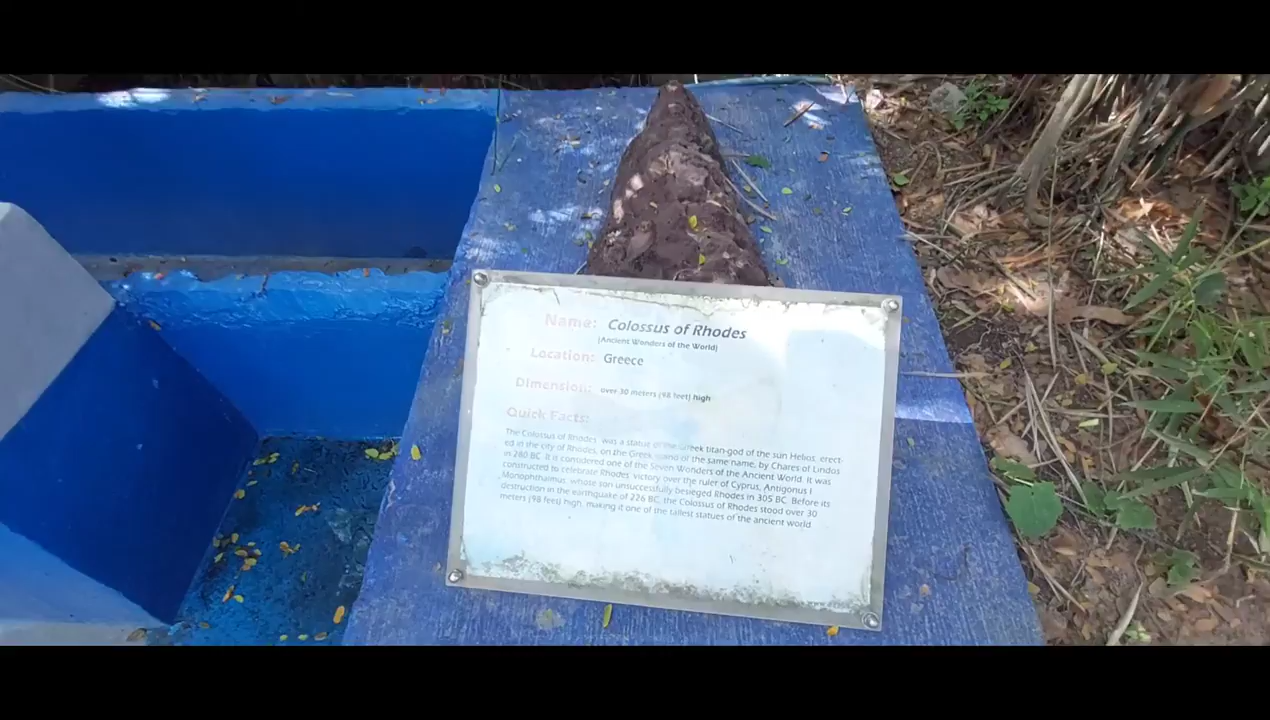 Name: Colossus of Rhodes
(Ancient Wonders of the World)
Location: Greece
Dimension: over 30 meters (98 feet) high
Quick Facts:
The Colossus of Rhodes was a statue of the Greek titan-god of the sun Helios, erect-
ed in the city of Rhodes, on the Greek island of the same name, by Chares of Lindos
in 280 BC. It is considered one of the Seven Wonders of the Ancient World. It was
constructed to celebrate Rhodes' victory over the ruler of Cyprus, Antigonus I
Monophthalmus, whose son unsuccessfully besieged Rhodes in 305 BC. Before its
destruction in the earthquake of 226 BC, the Colossus of Rhodes stood over 30
meters (98 feet) high, making it one of the tallest statues of the ancient world